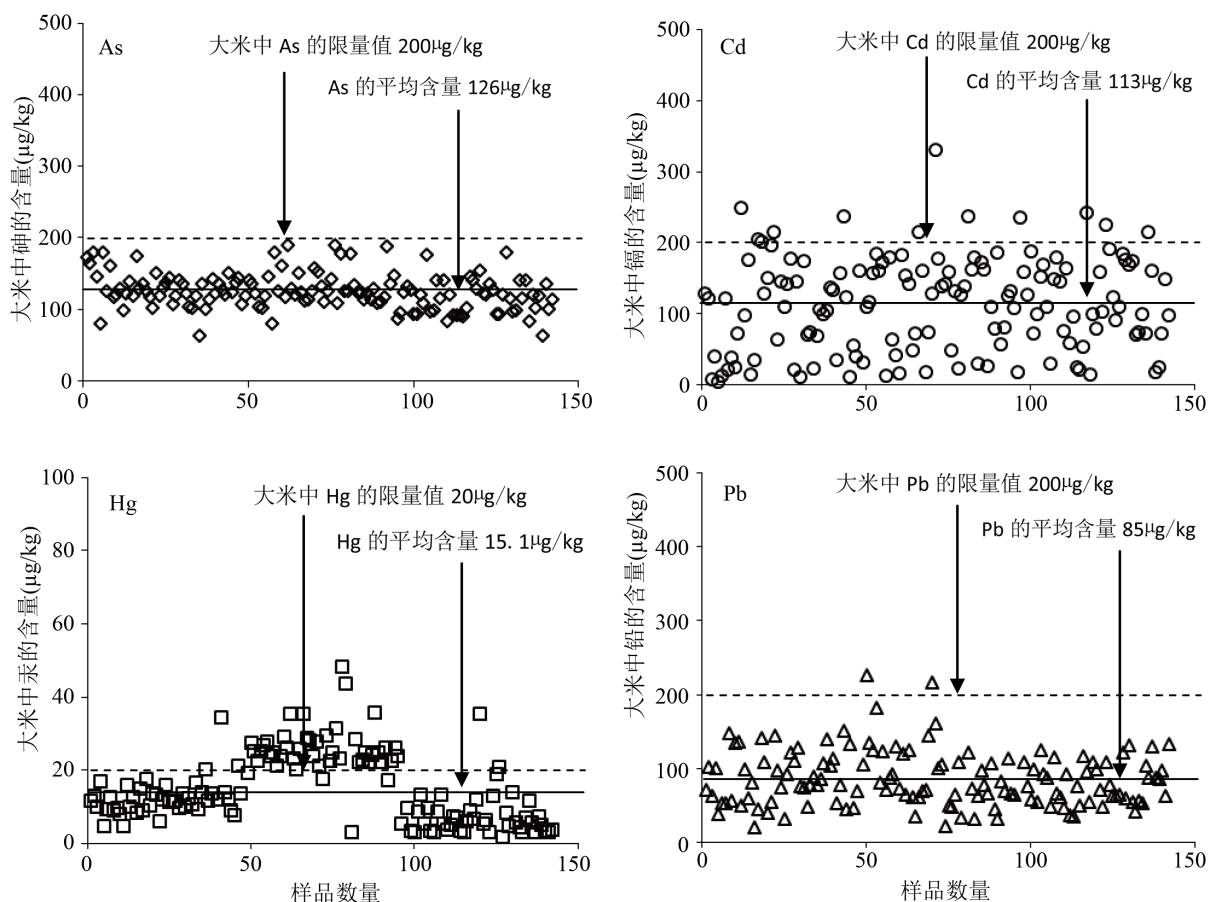 As
大米中 As 的限量值 200μg/kg
As 的平均含量 126μg/kg
大米中砷的含量(μg/kg)
500
400
300
200
100
0
0
50
100
150
Cd
大米中 Cd 的限量值 200μg/kg
Cd 的平均含量 113μg/kg
大米中镉的含量(μg/kg)
500
400
300
200
100
0
0
50
100
150
Hg
大米中 Hg 的限量值 20μg/kg
Hg 的平均含量 15. 1μg/kg
大米中汞的含量(μg/kg)
100
80
60
40
20
0
0
50
100
150
样品数量
Pb
大米中 Pb 的限量值 200μg/kg
Pb 的平均含量 85μg/kg
大米中铅的含量(μg/kg)
500
400
300
200
100
0
0
50
100
150
样品数量